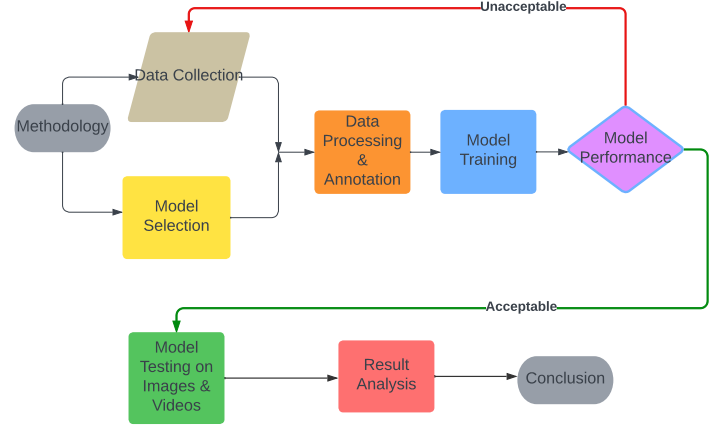 Unacceptable
Data Collection
Methodology
Data
Processing
&
Annotation
Model
Training
Model
Performance
Model
Selection
Acceptable
Model
Testing on
Images &
Videos
Result
Analysis
Conclusion